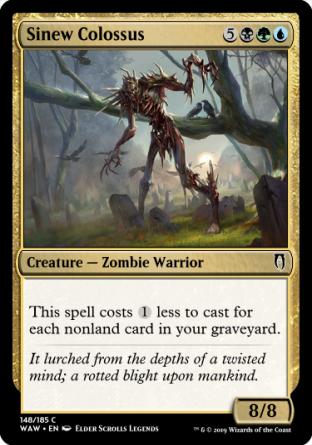 Sinew Colossus 5
Creature — Zombie Warrior
This spell costs 1 less to cast for
each nonland card in your graveyard.
It lurched from the depths of a twisted
mind; a rotted blight upon mankind.
8/8
148/185 C
WAW • EN Elder Scrolls Legends
™ & © 2019 Wizards of the Coast